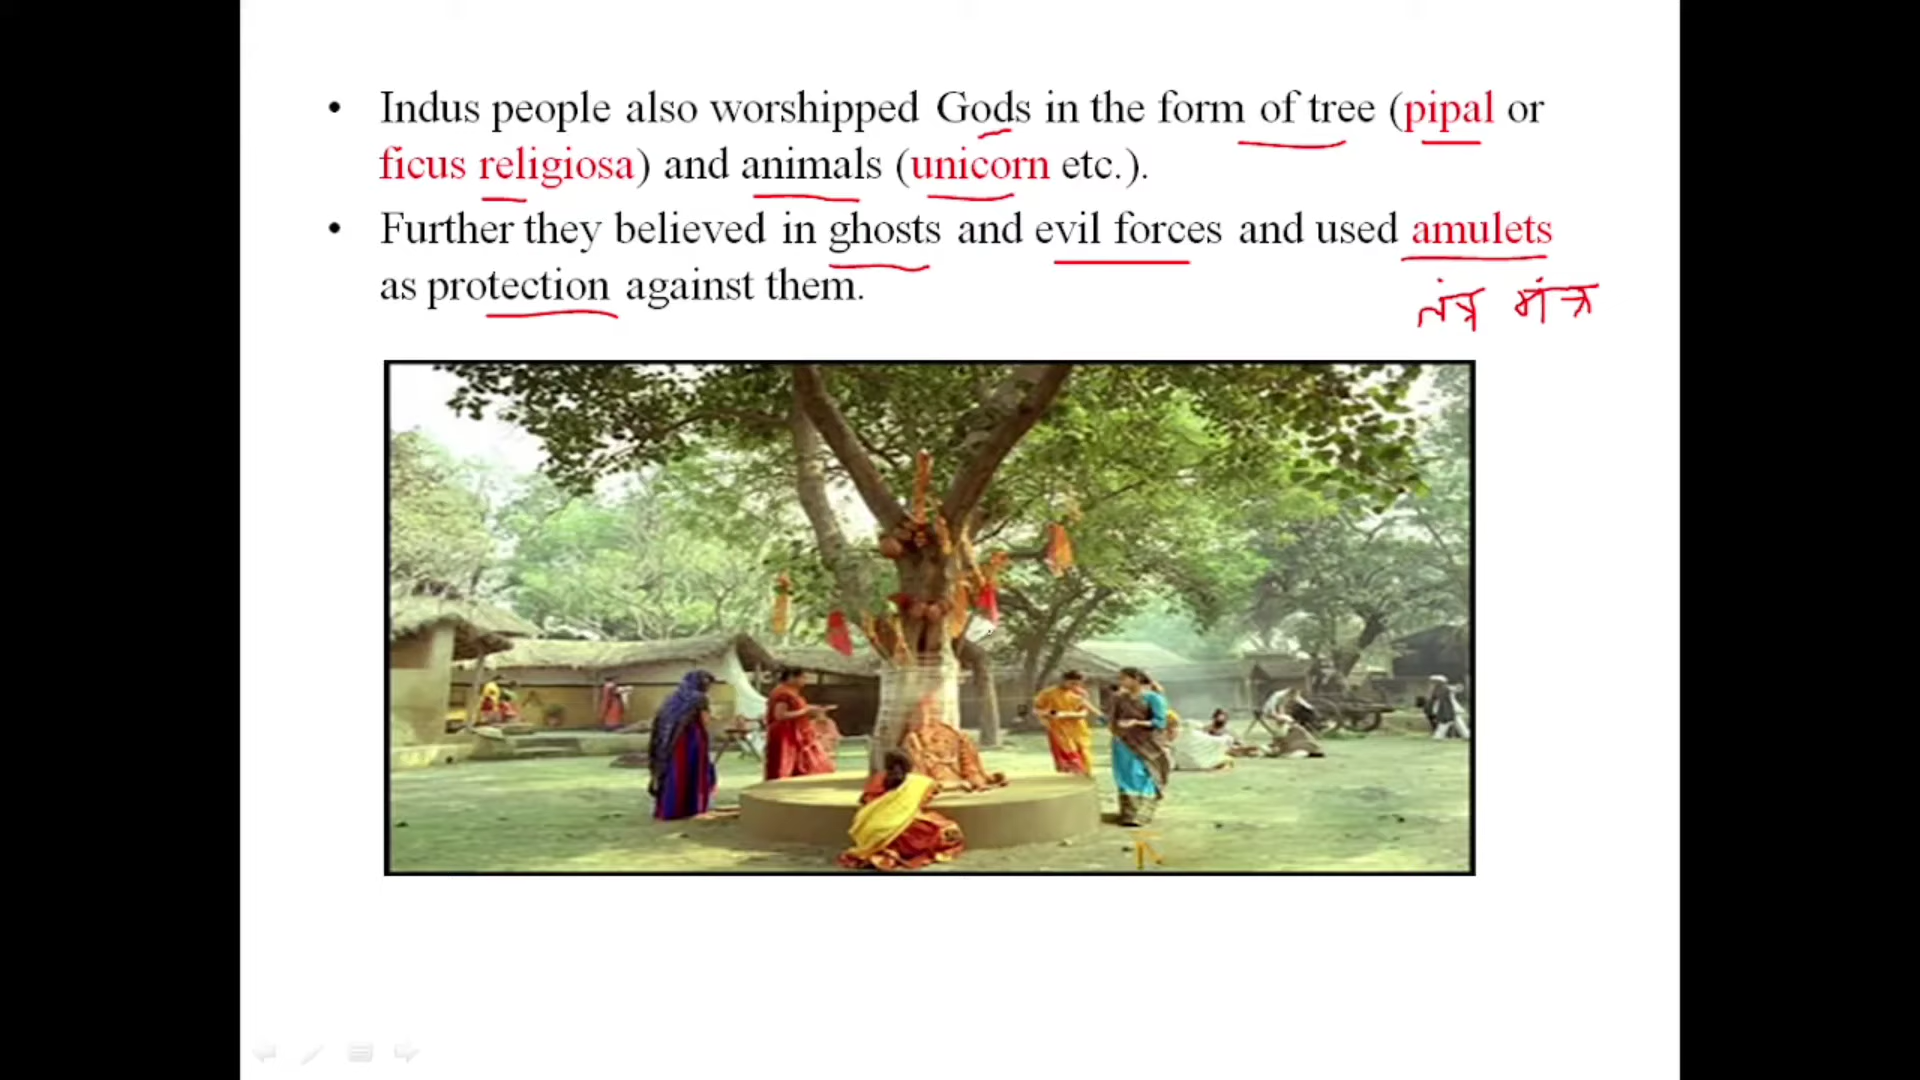 • Indus people also worshipped Gods in the form of tree (pipal or
ficus religiosa) and animals (unicorn etc.).
• Further they believed in ghosts and evil forces and used amulets
as protection against them.
तंत्र मंत्र